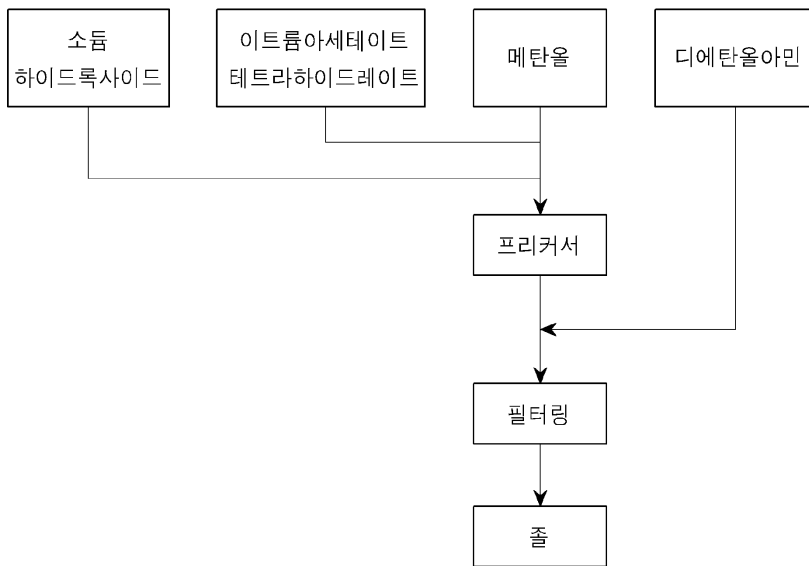 소듐
하이드록사이드
이트륨아세테이트
테트라하이드레이트
메탄올
디에탄올아민
프리커서
필터링
졸